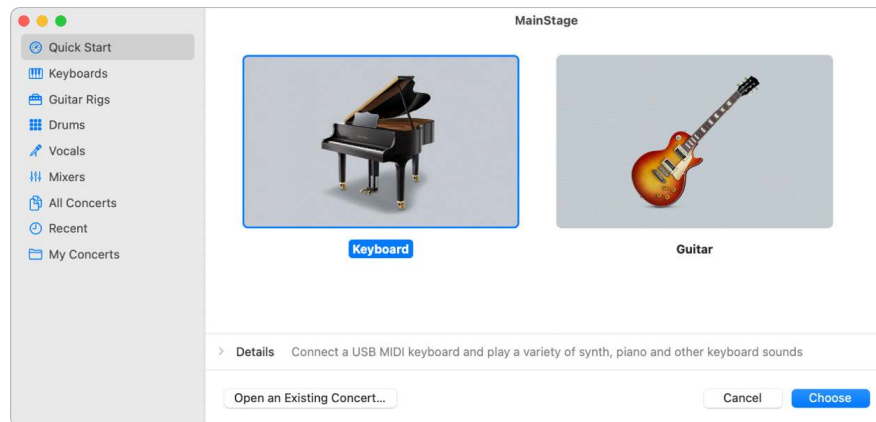 MainStage
Quick Start
Keyboards
Guitar Rigs
Drums
Vocals
Mixers
All Concerts
Recent
My Concerts
Keyboard
Guitar
Details Connect a USB MIDI keyboard and play a variety of synth, piano and other keyboard sounds
Open an Existing Concert... Cancel Choose